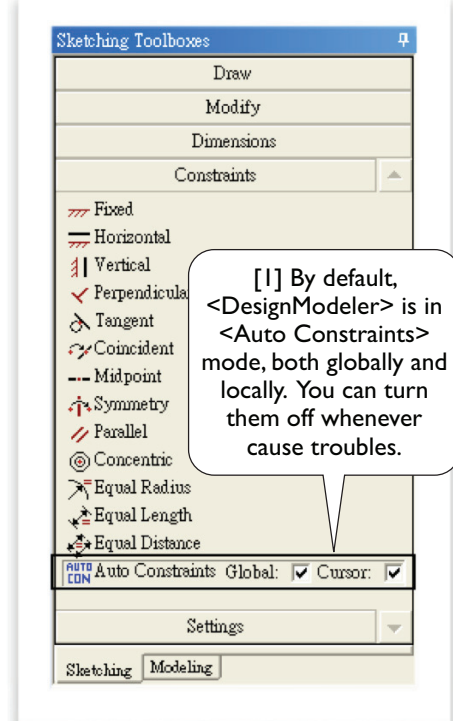 Sketching Toolboxes
Draw
Modify
Dimensions
Constraints
Fixed
Horizontal
Vertical
Perpendicula
Tangent
Coincident
Midpoint
Symmetry
Parallel
Concentric
Equal Radius
Equal Length
Equal Distance
AUTO CON Auto Constraints Global: Cursor:
[1] By default,
<DesignModeler> is in
<Auto Constraints>
mode, both globally and
locally. You can turn
them off whenever
cause troubles.
Settings
Sketching Modeling